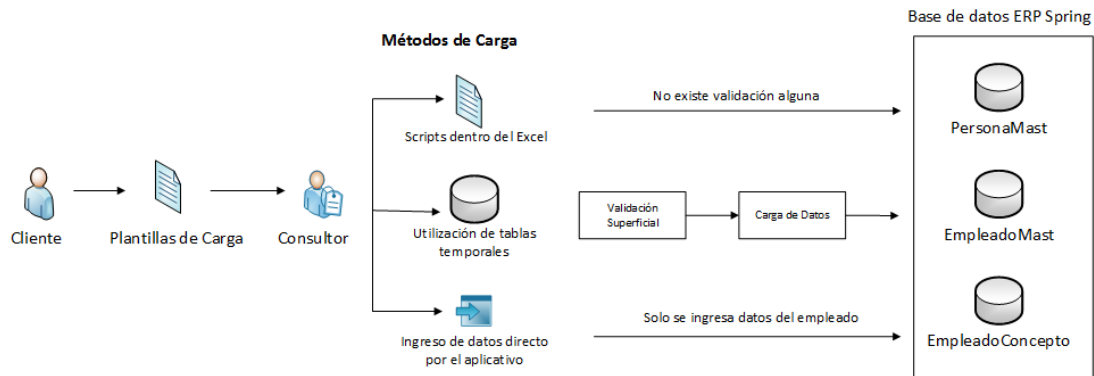 Base de datos ERP Spring
Métodos de Carga
Scripts dentro del Excel
No existe validación alguna
PersonaMast
Cliente
Plantillas de Carga
Consultor
Utilización de tablas
temporales
Validación
Superficial
Carga de Datos
EmpleadoMast
Ingreso de datos directo
por el aplicativo
Solo se ingresa datos del empleado
EmpleadoConcepto